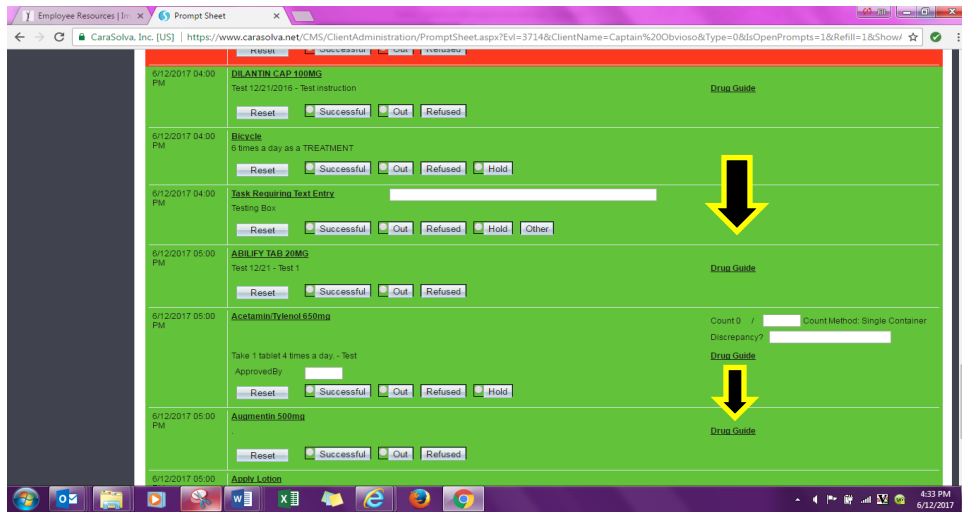 Employee Resources | Im
Prompt Sheet
CaraSolva, Inc. [US] | https://www.carasolva.net/CMS/ClientAdministration/PromptSheet.aspx?Evl=3714&ClientName=Captain%20Obvioso&Type=0&IsOpenPrompts=1&Refill=1&Show
Reset Successful Out Refused
6/12/2017 04:00 PM DILANTIN CAP 100MG
Test 12/21/2016 - Test instruction Drug Guide
Reset Successful Out Refused
6/12/2017 04:00 PM Bicycle
6 times a day as a TREATMENT
Reset Successful Out Refused Hold
6/12/2017 04:00 PM Task Requiring Text Entry
Testing Box
Reset Successful Out Refused Hold Other
6/12/2017 05:00 PM ABILIFY TAB 20MG
Test 12/21 - Test 1 Drug Guide
Reset Successful Out Refused
6/12/2017 05:00 PM Acetamin/Tylenol 650mg
Count 0 / Count Method: Single Container
Discrepancy?
Take 1 tablet 4 times a day. - Test Drug Guide
ApprovedBy
Reset Successful Out Refused Hold
6/12/2017 05:00 PM Augmentin 500mg
. Drug Guide
Reset Successful Out Refused
6/12/2017 05:00 Apply Lotion
4:33 PM
6/12/2017